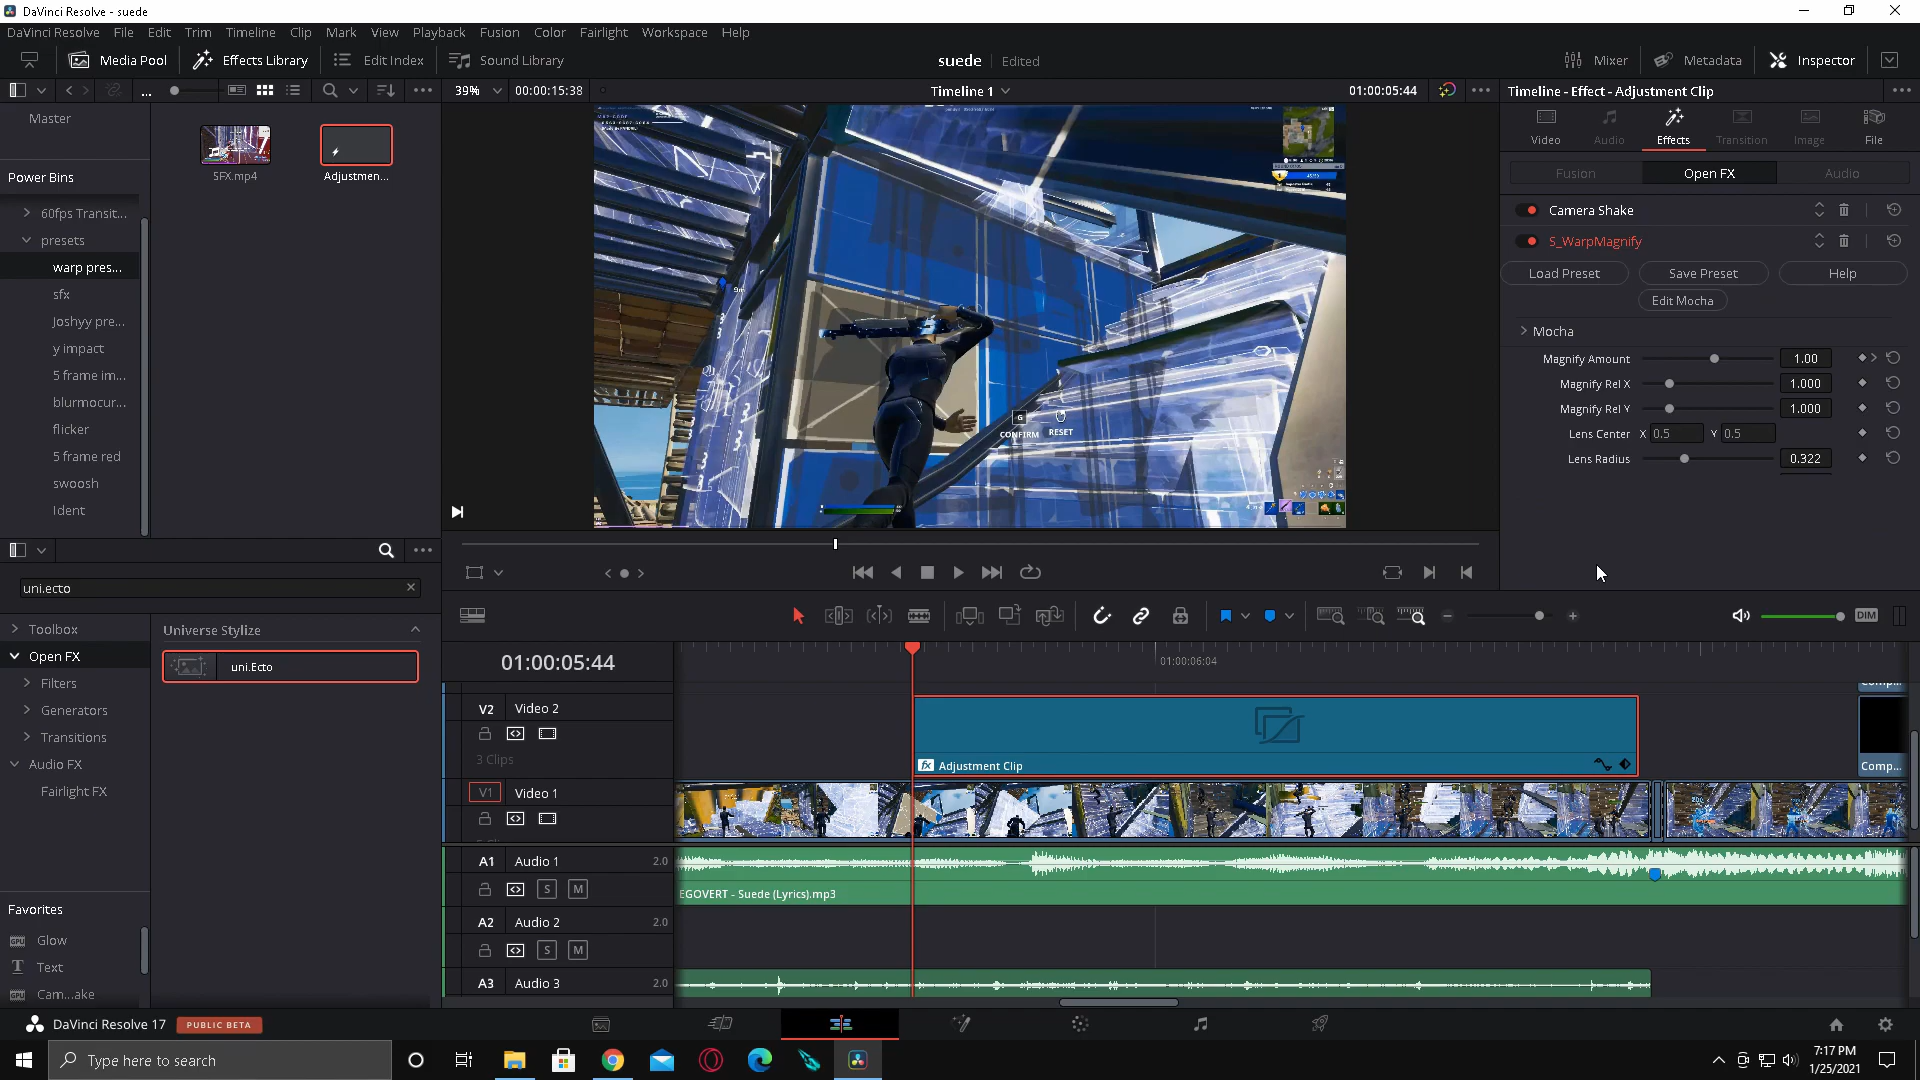 DaVinci Resolve - suede
DaVinci Resolve File Edit Trim Timeline Clip Mark View Playback Fusion Color Fairlight Workspace Help
Media Pool Effects Library Edit Index Sound Library
suede Edited
Mixer Metadata Inspector
39% 00:00:15:38 Timeline 1 01:00:05:44
Timeline - Effect - Adjustment Clip
Master
Power Bins
60fps Transit...
presets
warp pres...
sfx
Joshyy pre...
y impact
5 frame im...
blurmocur...
flicker
5 frame red
swoosh
Ident
SFX.mp4
Adjustmen...
9m
G
CONFIRM RESET
Video Audio Effects Transition Image File
Fusion Open FX Audio
Camera Shake
S_WarpMagnify
Load Preset Save Preset Help
Edit Mocha
Mocha
Magnify Amount 1.00
Magnify Rel X 1.000
Magnify Rel Y 1.000
Lens Center X 0.5 Y 0.5
Lens Radius 0.322
uni.ecto
Toolbox
Open FX
Filters
Generators
Transitions
Audio FX
Fairlight FX
Favorites
Glow
T Text
Cam...ake
Universe Stylize
uni.Ecto
DIM
01:00:05:44
01:00:06:04
V2 Video 2
3 Clips
Adjustment Clip
Comp...
V1 Video 1
A1 Audio 1 2.0
S M
EGOVERT - Suede (Lyrics).mp3
A2 Audio 2 2.0
S M
A3 Audio 3 2.0
DaVinci Resolve 17 PUBLIC BETA
Type here to search
7:17 PM
1/25/2021